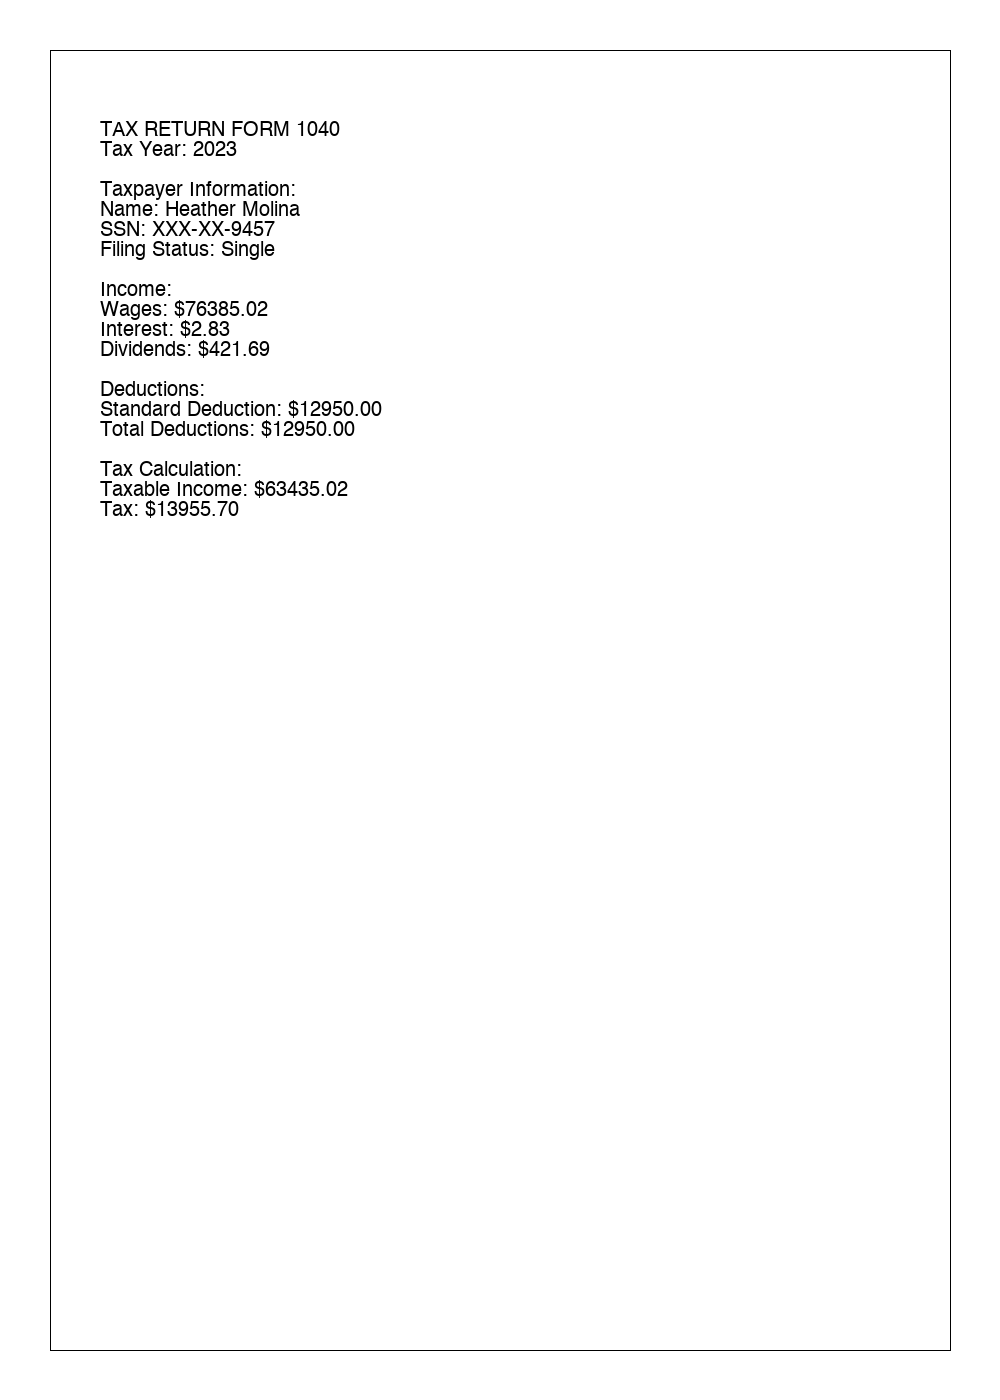 TAX RETURN FORM 1040
Tax Year: 2023
Taxpayer Information:
Name: Heather Molina
SSN: XXX-XX-9457
Filing Status: Single
Income:
Wages: $76385.02
Interest: $2.83
Dividends: $421.69
Deductions:
Standard Deduction: $12950.00
Total Deductions: $12950.00
Tax Calculation:
Taxable Income: $63435.02
Tax: $13955.70